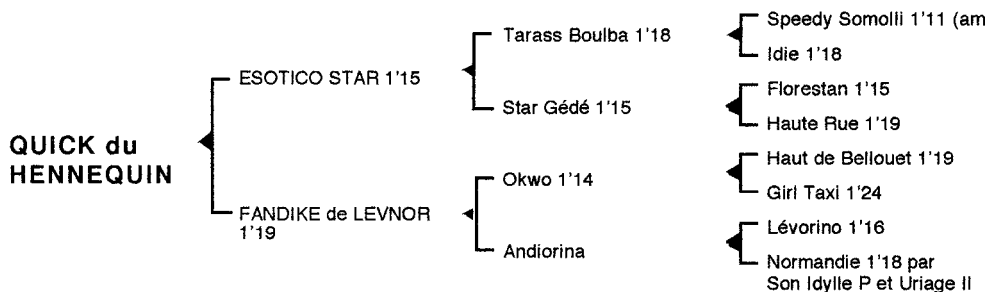 QUICK du
HENNEQUIN
ESOTICO STAR 1'15
FANDIKE de LEVNOR
1'19
Tarass Boulba 1'18
Star Gédé 1'15
Okwo 1'14
Andiorina
Speedy Somolli 1'11 (am
Idie 1'18
Florestan 1'15
Haute Rue 1'19
Haut de Bellouet 1'19
Girl Taxi 1'24
Lévorino 1'16
Normandie 1'18 par
Son Idylle P et Uriage II